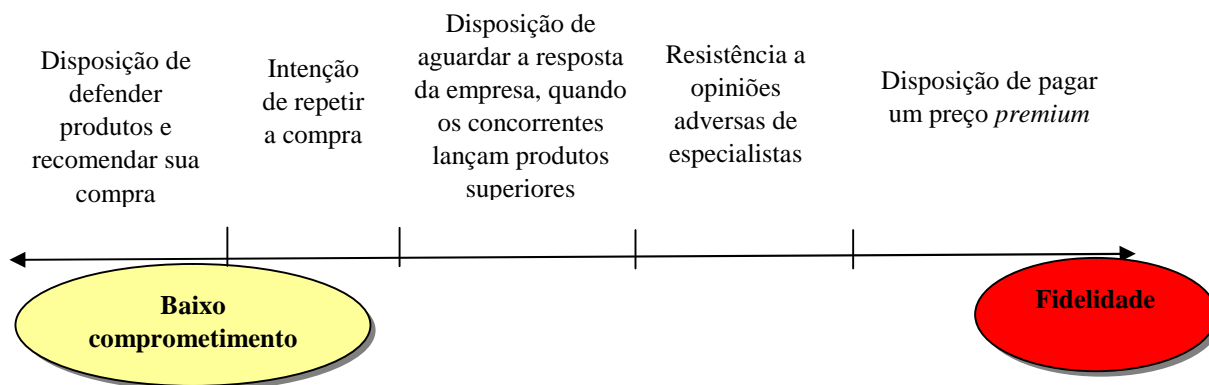 Disposição de
defender
produtos e
recomendar sua
compra
Intenção
de repetir
a compra
Disposição de
aguardar a resposta
da empresa, quando
os concorrentes
lançam produtos
superiores
Resistência a
opiniões
adversas de
especialistas
Disposição de pagar
um preço premium
Baixo
comprometimento
Fidelidade